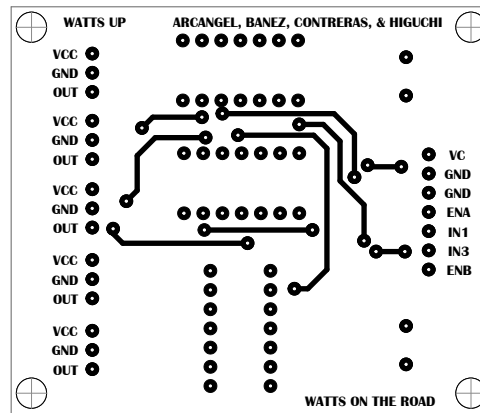 WATTS UP
ARCANGEL, BANEZ, CONTRERAS, & HIGUCHI
VCC
GND
OUT
VCC
GND
OUT
VCC
GND
OUT
VCC
GND
OUT
VCC
GND
OUT
VC
GND
GND
ENA
IN1
IN3
ENB
WATTS ON THE ROAD